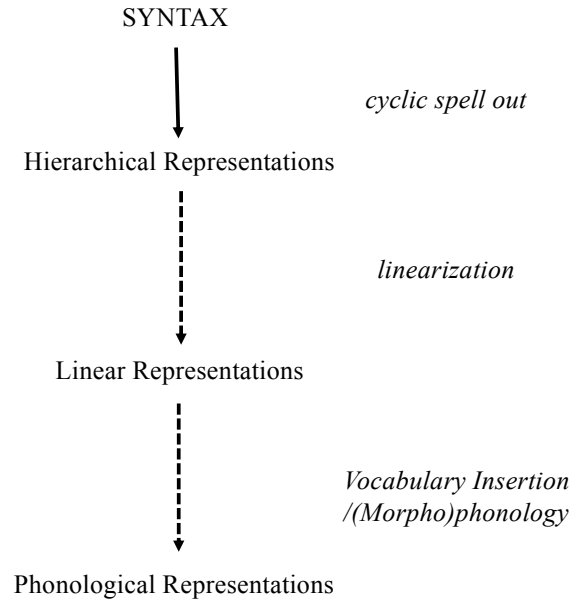 SYNTAX
cyclic spell out
Hierarchical Representations
linearization
Linear Representations
Vocabulary Insertion
/(Morpho)phonology
Phonological Representations